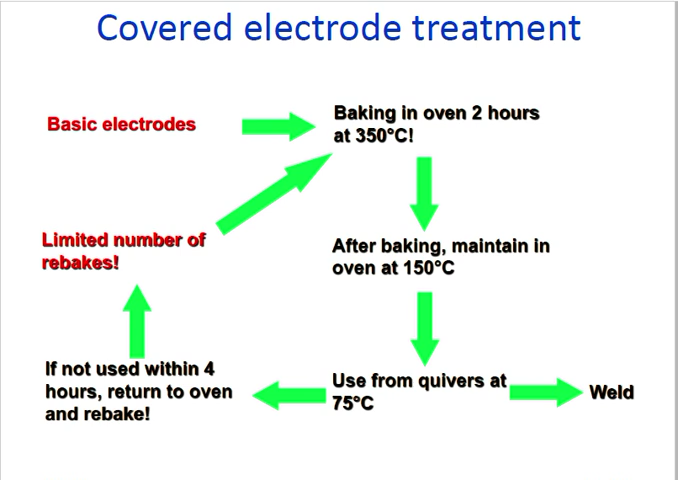 Covered electrode treatment
Basic electrodes
Baking in oven 2 hours
at 350°C!
Limited number of
rebakes!
After baking, maintain in
oven at 150°C
If not used within 4
hours, return to oven
and rebake!
Use from quivers at
75°C
Weld